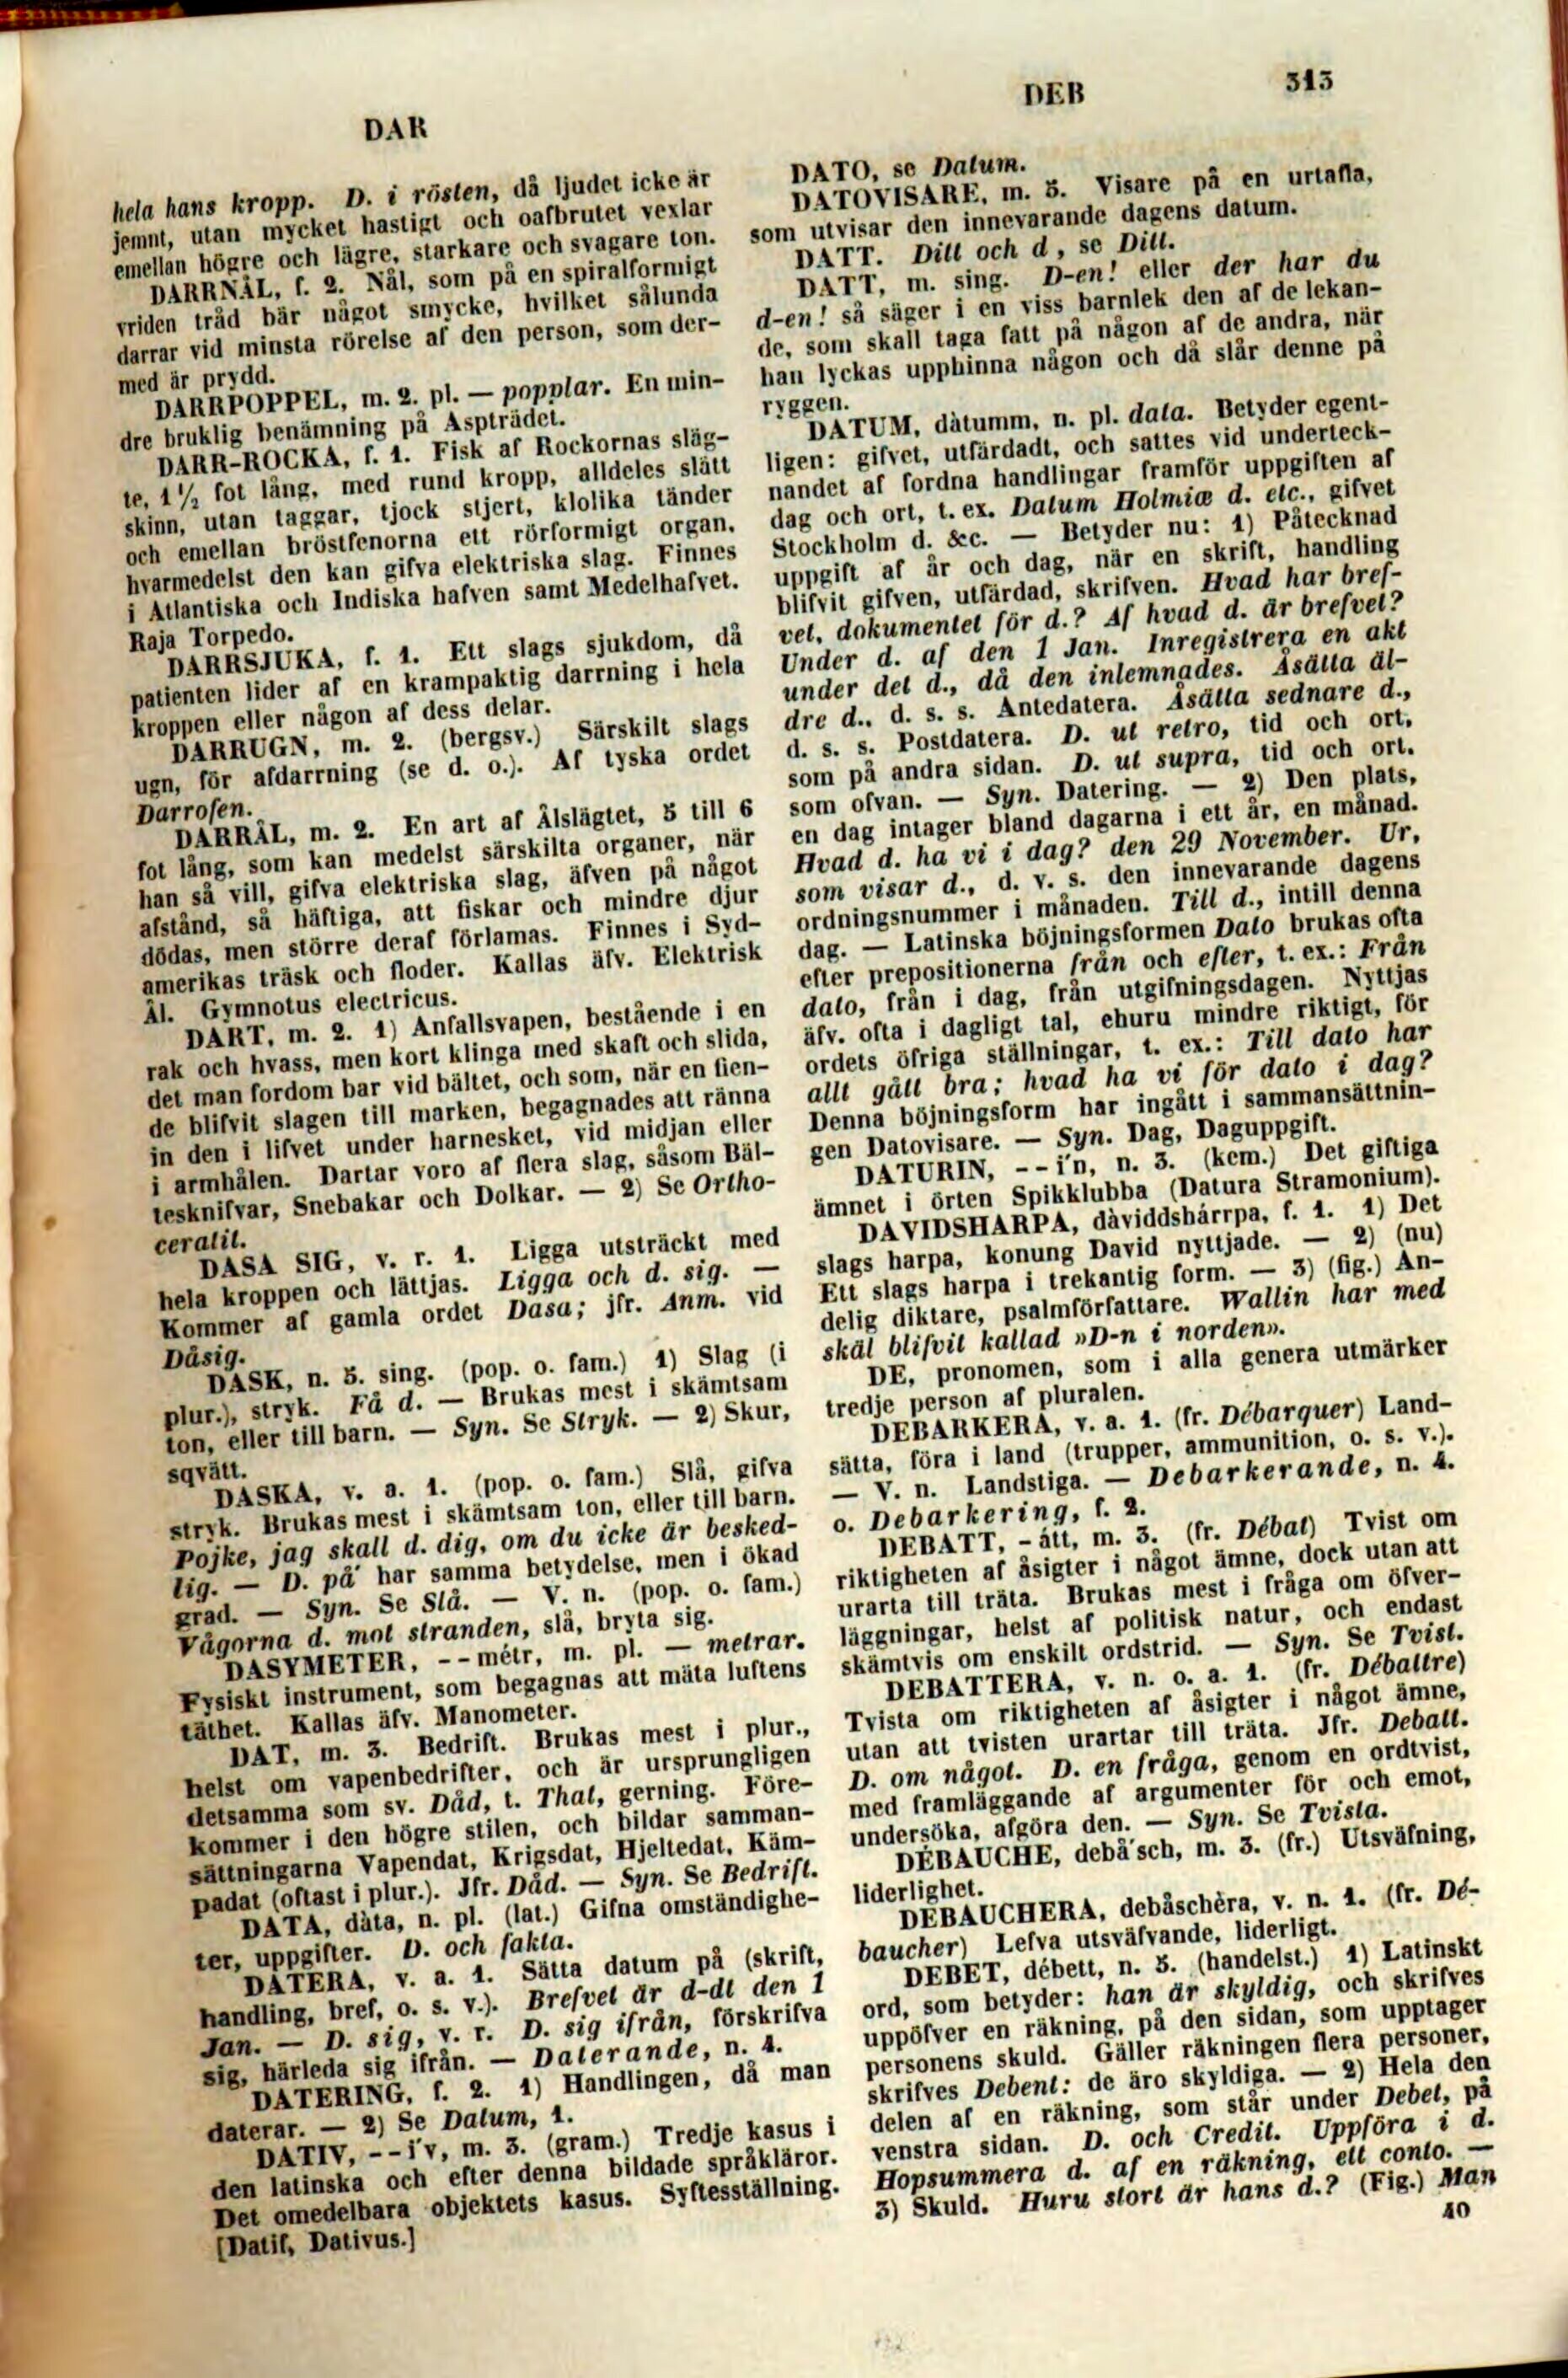 DAR
DEB
313
hela hans kropp. D. i rösten, då ljudet icke är
jemnt, utan mycket hastigt och oafbrutet vexlar
emellan högre och lägre, starkare och svagare ton.
DARRNÅL, f. 2. Nål, som på en spiralformigt
vriden tråd bär något smycke, hvilket sålunda
darrar vid minsta rörelse af den person, som der-
med är prydd.
DARRPOPPEL, m. 2. pl. — popplar. En min-
dre bruklig benämning på Aspträdet.
DARR-ROCKA, f. 1. Fisk af Rockornas släg-
te, 1 ½ fot lång, med rund kropp, alldeles slätt
skinn, utan taggar, tjock stjert, klolika tänder
och emellan bröstfenorna ett rörformigt organ,
hvarmedelst den kan gifva elektriska slag. Finnes
i Atlantiska och Indiska hafven samt Medelhafvet.
Raja Torpedo.
DARRSJUKA, f. 1. Ett slags sjukdom, då
patienten lider af en krampaktig darrning i hela
kroppen eller någon af dess delar.
DARRUGN, m. 2. (bergsv.) Särskilt slags
ugn, för afdarrning (se d. o.). Af tyska ordet
Darrofen.
DARRÅL, m. 2. En art af Ålslägtet, 5 till 6
fot lång, som kan medelst särskilta organer, när
han så vill, gifva elektriska slag, äfven på något
afstånd, så häftiga, att fiskar och mindre djur
dödas, men större deraf förlamas. Finnes i Syd-
amerikas träsk och floder. Kallas äfv. Elektrisk
Ål. Gymnotus electricus.
DART, m. 2. 1) Anfallsvapen, bestående i en
rak och hvass, men kort klinga med skaft och slida,
det man fordom bar vid bältet, och som, när en fien-
de blifvit slagen till marken, begagnades att ränna
in den i lifvet under harnesket, vid midjan eller
i armhålen. Dartar voro af flera slag, såsom Bäl-
tesknifvar, Snebakar och Dolkar. — 2) Se Ortho-
ceratit.
DASA SIG, v. r. 1. Ligga utsträckt med
hela kroppen och lättjas. Ligga och d. sig. —
Kommer af gamla ordet Dasa; jfr. Anm. vid
Dåsig.
DASK, n. 5. sing. (pop. o. fam.) 1) Slag (i
plur.), stryk. Få d. — Brukas mest i skämtsam
ton, eller till barn. — Syn. Se Stryk. — 2) Skur,
sqvätt.
DASKA, v. a. 1. (pop. o. fam.) Slå, gifva
stryk. Brukas mest i skämtsam ton, eller till barn.
Pojke, jag skall d. dig, om du icke är besked-
lig. — D. på har samma betydelse, men i ökad
grad. — Syn. Se Slå. — V. n. (pop. o. fam.)
Vågorna d. mot stranden, slå, bryta sig.
DASYMETER, - - métr, m. pl. — metrar.
Fysiskt instrument, som begagnas att mäta luftens
täthet. Kallas äfv. Manometer.
DAT, m. 3. Bedrift. Brukas mest i plur.,
helst om vapenbedrifter, och är ursprungligen
detsamma som sv. Dåd, t. That, gerning. Före-
kommer i den högre stilen, och bildar samman-
sättningarna Vapendat, Krigsdat, Hjeltedat, Käm-
padat (oftast i plur.). Jfr. Dåd. — Syn. Se Bedrift.
DATA, dàta, n. pl. (lat.) Gifna omständighe-
ter, uppgifter. D. och fakta.
DATERA, v. a. 1. Sätta datum på (skrift,
handling, bref, o. s. v.). Brefvet är d-dt den 1
Jan. — D. sig, v. r. D. sig ifrån, förskrifva
sig, härleda sig ifrån. — Daterande, n. 4.
DATERING, f. 2. 1) Handlingen, då man
daterar. — 2) Se Datum, 1.
DATIV, - - i'v, m. 3. (gram.) Tredje kasus i
den latinska och efter denna bildade språkläror.
Det omedelbara objektets kasus. Syftesställning.
[Datif, Dativus.]
DATO, se Datum.
DATOVISARE, m. 5. Visare på en urtafla,
som utvisar den innevarande dagens datum.
DATT. Ditt och d, se Ditt.
DATT, m. sing. D-en! eller der har du
d-en! så säger i en viss barnlek den af de lekan-
de, som skall taga fatt på någon af de andra, när
han lyckas upphinna någon och då slår denne på
ryggen.
DATUM, dàtumm, n. pl. data. Betyder egent-
ligen: gifvet, utfärdadt, och sattes vid underteck-
nandet af fordna handlingar framför uppgiften af
dag och ort, t. ex. Datum Holmiæ d. etc., gifvet
Stockholm d. &c. — Betyder nu: 1) Påtecknad
uppgift af år och dag, när en skrift, handling
blifvit gifven, utfärdad, skrifven. Hvad har bref-
vet, dokumentet för d.? Af hvad d. är brefvet?
Under d. af den 1 Jan. Inregistrera en akt
under det d., då den inlemnades. Åsätta äl-
dre d., d. s. s. Antedatera. Åsätta sednare d.,
d. s. s. Postdatera. D. ut retro, tid och ort,
som på andra sidan. D. ut supra, tid och ort,
som ofvan. — Syn. Datering. — 2) Den plats,
en dag intager bland dagarna i ett år, en månad.
Hvad d. ha vi i dag? den 29 November. Ur,
som visar d., d. v. s. den innevarande dagens
ordningsnummer i månaden. Till d., intill denna
dag. — Latinska böjningsformen Dato brukas ofta
efter prepositionerna från och efter, t. ex.: Från
dato, från i dag, från utgifningsdagen. Nyttjas
äfv. ofta i dagligt tal, ehuru mindre riktigt, för
ordets öfriga ställningar, t. ex.: Till dato har
allt gått bra; hvad ha vi för dato i dag?
Denna böjningsform har ingått i sammansättnin-
gen Datovisare. — Syn. Dag, Daguppgift.
DATURIN, - - i'n, n. 3. (kem.) Det giftiga
ämnet i örten Spikklubba (Datura Stramonium).
DAVIDSHARPA, dàviddshárrpa, f. 1. 1) Det
slags harpa, konung David nyttjade. — 2) (nu)
Ett slags harpa i trekantig form. — 3) (fig.) An-
delig diktare, psalmförfattare. Wallin har med
skäl blifvit kallad »D-n i norden».
DE, pronomen, som i alla genera utmärker
tredje person af pluralen.
DEBARKERA, v. a. 1. (fr. Débarquer) Land-
sätta, föra i land (trupper, ammunition, o. s. v.).
— V. n. Landstiga. — Debarkerande, n. 4.
o. Debarkering, f. 2.
DEBATT, - átt, m. 3. (fr. Débat) Tvist om
riktigheten af åsigter i något ämne, dock utan att
urarta till träta. Brukas mest i fråga om öfver-
läggningar, helst af politisk natur, och endast
skämtvis om enskilt ordstrid. — Syn. Se Tvist.
DEBATTERA, v. n. o. a. 1. (fr. Débattre)
Tvista om riktigheten af åsigter i något ämne,
utan att tvisten urartar till träta. Jfr. Debatt.
D. om något. D. en fråga, genom en ordtvist,
med framläggande af argumenter för och emot,
undersöka, afgöra den. — Syn. Se Tvista.
DÉBAUCHE, debå'sch, m. 3. (fr.) Utsväfning,
liderlighet.
DEBAUCHERA, debåschèra, v. n. 1. (fr. Dé-
baucher) Lefva utsväfvande, liderligt.
DEBET, débett, n. 5. (handelst.) 1) Latinskt
ord, som betyder: han är skyldig, och skrifves
uppöfver en räkning, på den sidan, som upptager
personens skuld. Gäller räkningen flera personer,
skrifves Debent: de äro skyldiga. — 2) Hela den
delen af en räkning, som står under Debet, på
venstra sidan. D. och Credit. Uppföra i d.
Hopsummera d. af en räkning, ett conto. —
3) Skuld. Huru stort är hans d.? (Fig.) Man
40